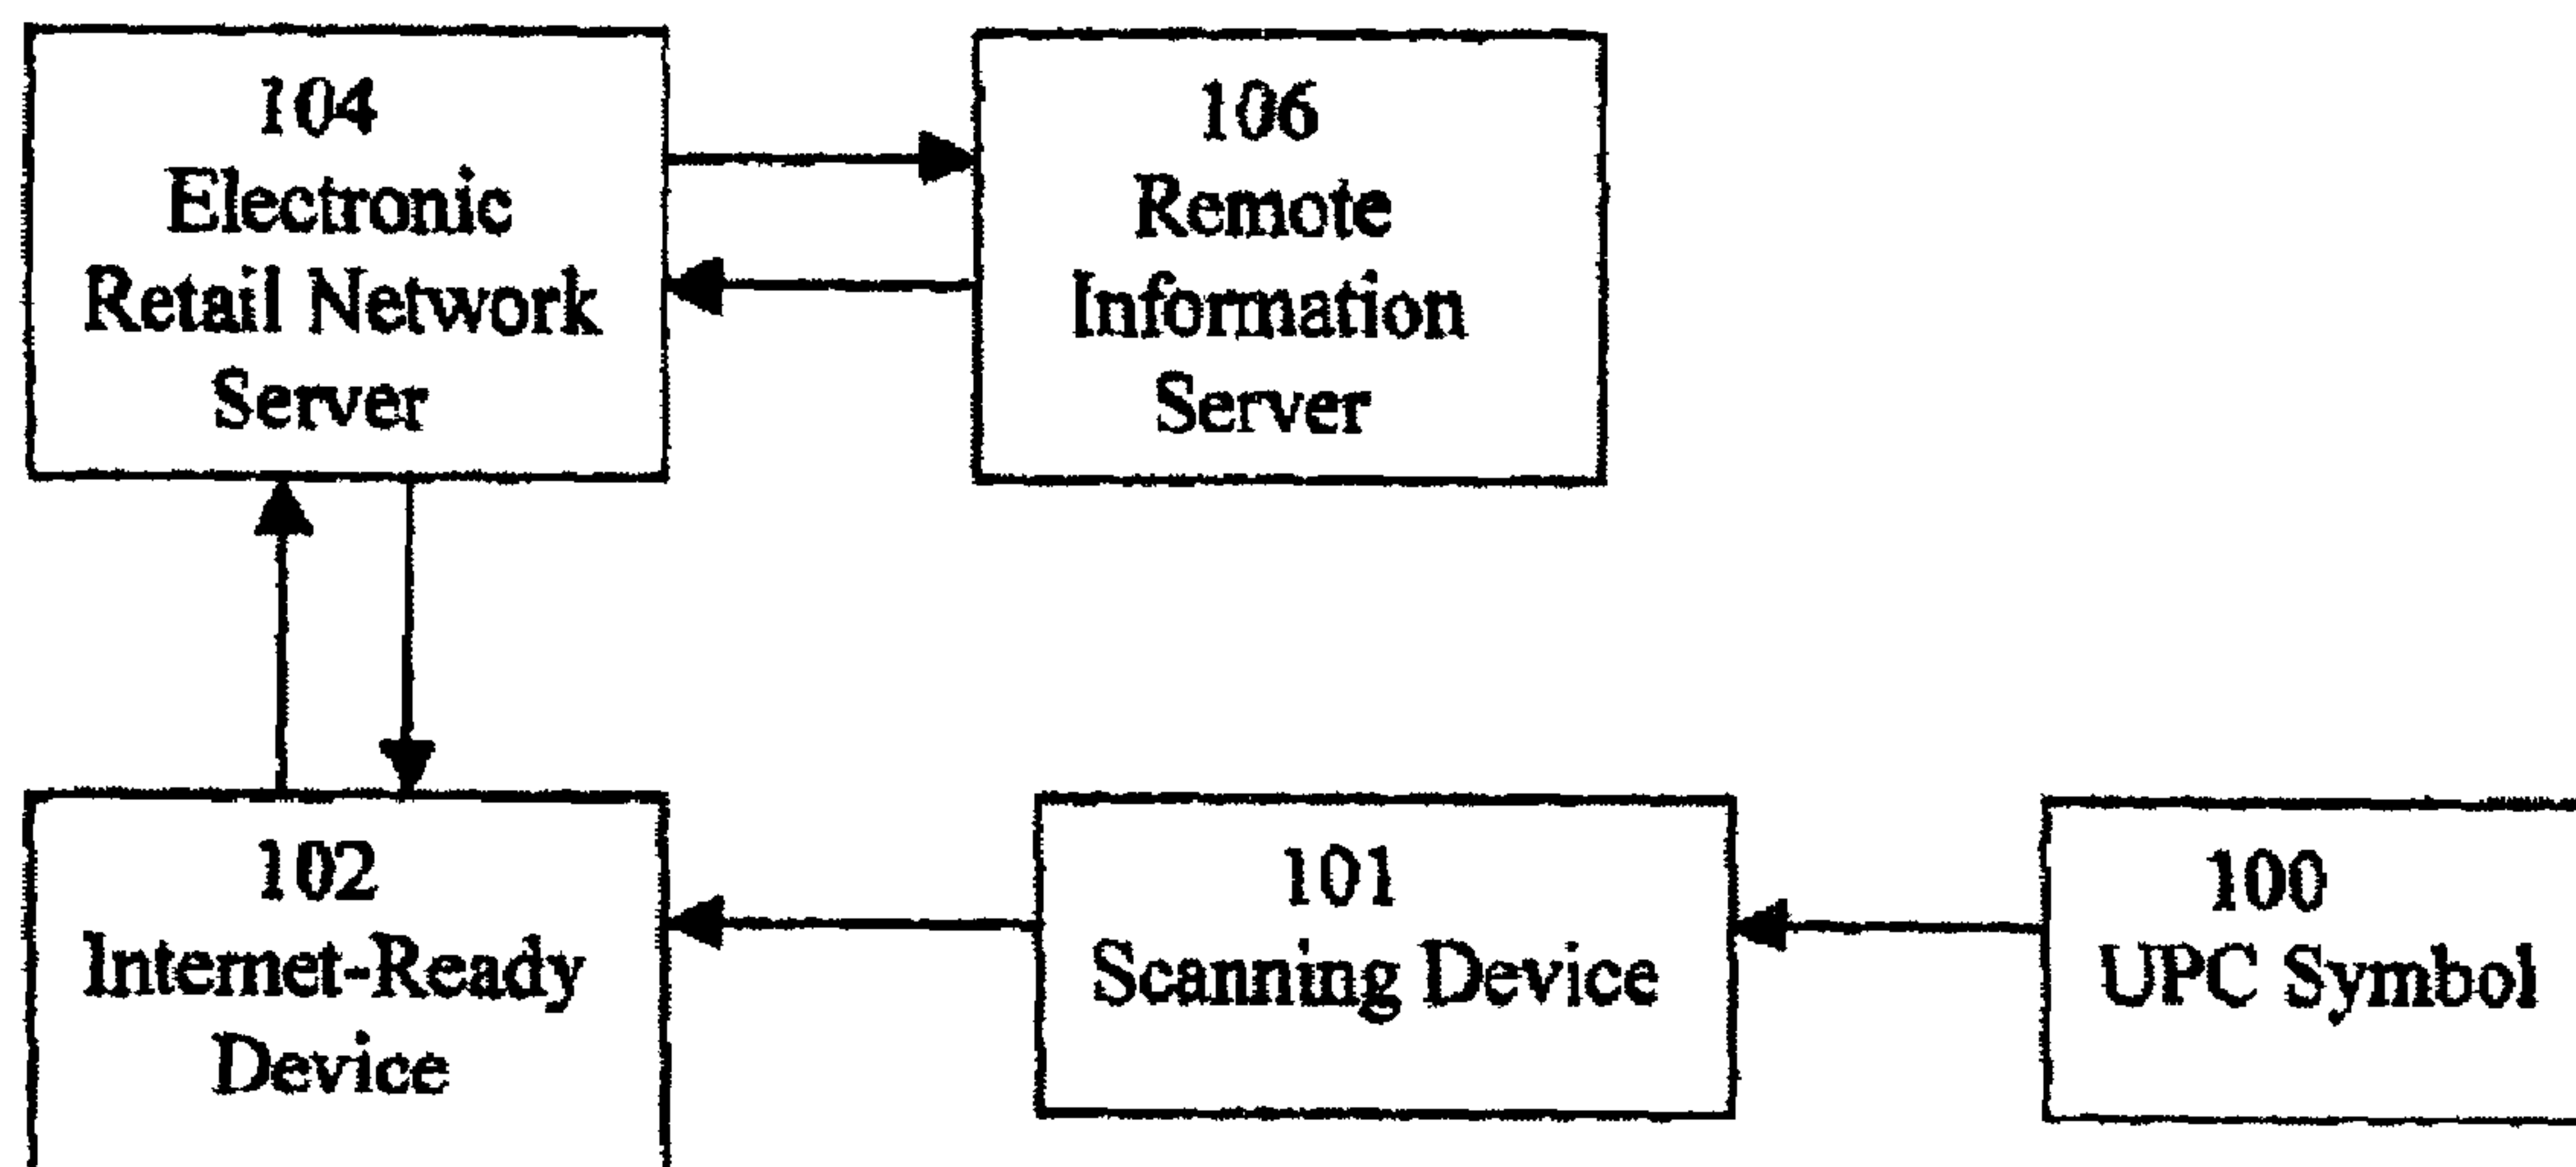 104
Electronic
Retail Network
Server
106
Remote
Information
Server
102
Internet-Ready
Device
101
Scanning Device
100
UPC Symbol